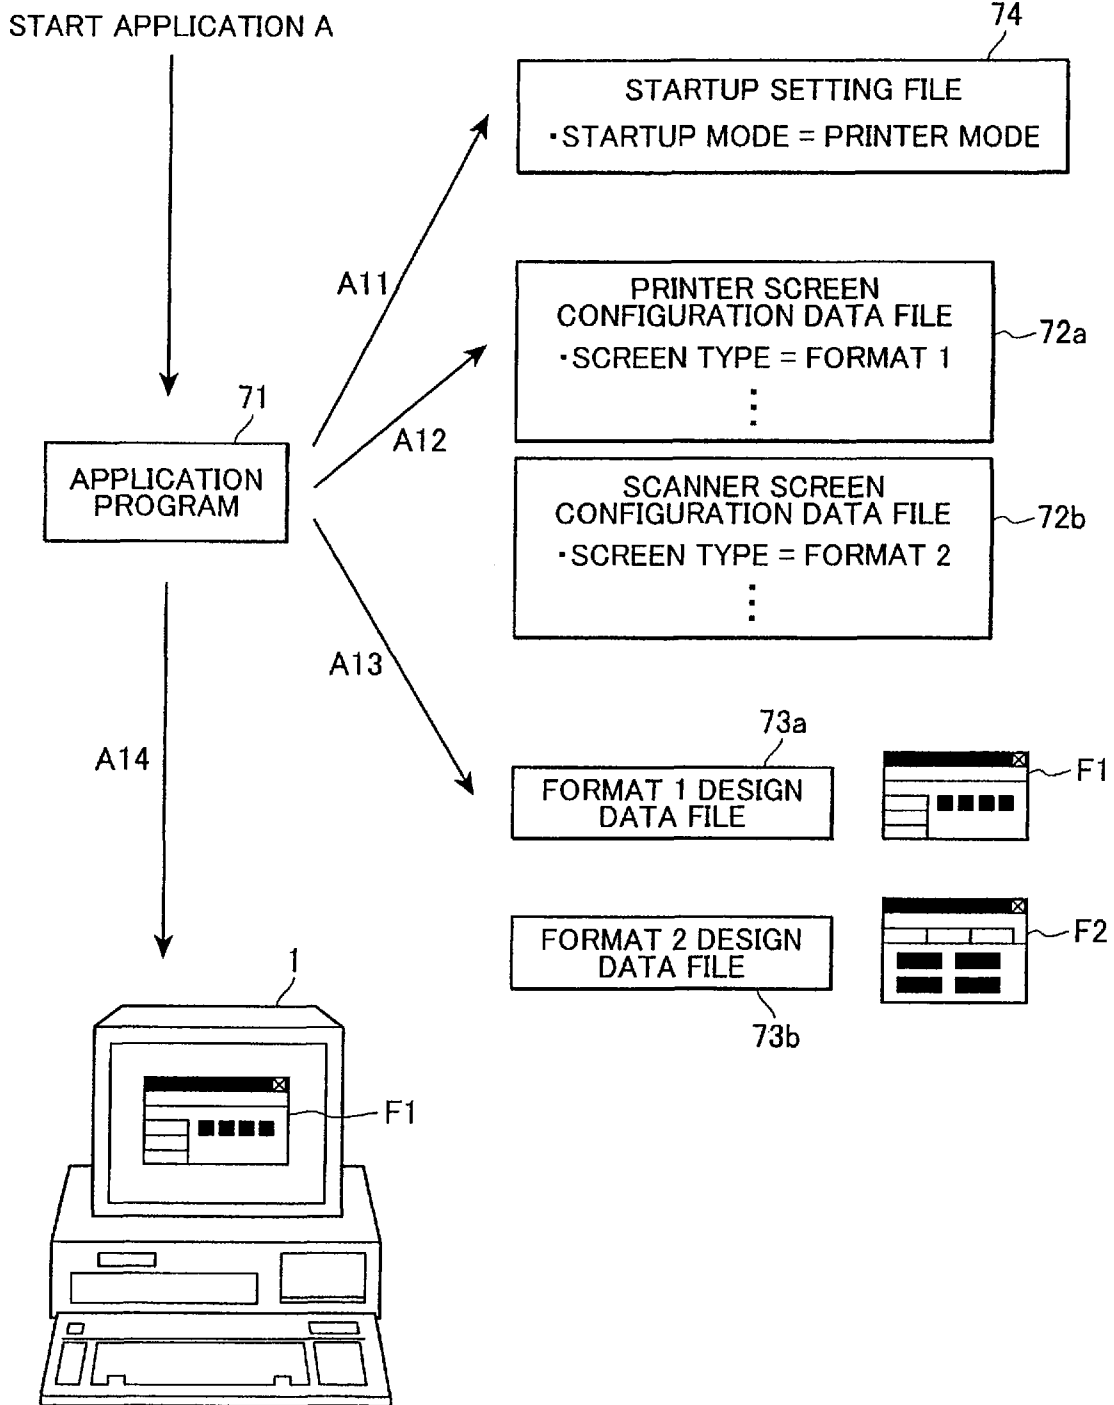 START APPLICATION A
74
STARTUP SETTING FILE
・STARTUP MODE = PRINTER MODE
A11
PRINTER SCREEN
CONFIGURATION DATA FILE
・SCREEN TYPE = FORMAT 1
72a
A12
71
APPLICATION
PROGRAM
SCANNER SCREEN
CONFIGURATION DATA FILE
・SCREEN TYPE = FORMAT 2
72b
A13
A14
73a
FORMAT 1 DESIGN
DATA FILE
F1
FORMAT 2 DESIGN
DATA FILE
F2
73b
1
F1